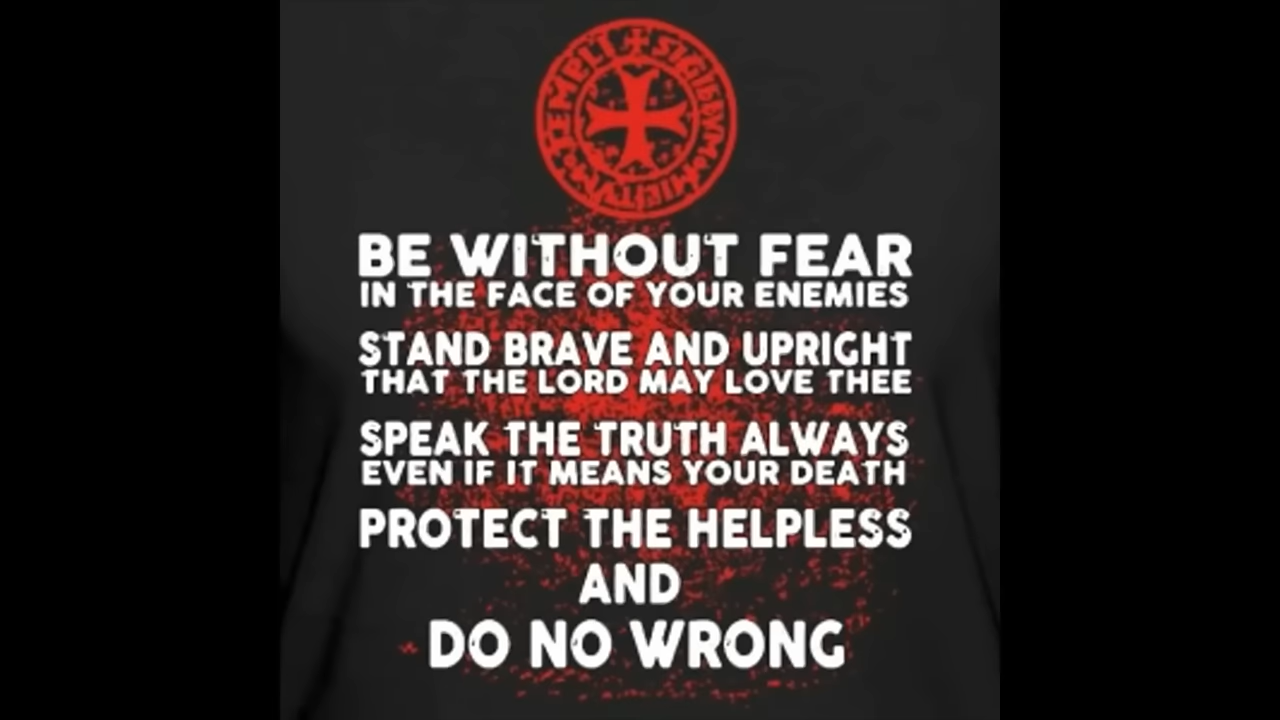 BE WITHOUT FEAR
IN THE FACE OF YOUR ENEMIES
STAND BRAVE AND UPRIGHT
THAT THE LORD MAY LOVE THEE
SPEAK THE TRUTH ALWAYS
EVEN IF IT MEANS YOUR DEATH
PROTECT THE HELPLESS
AND
DO NO WRONG